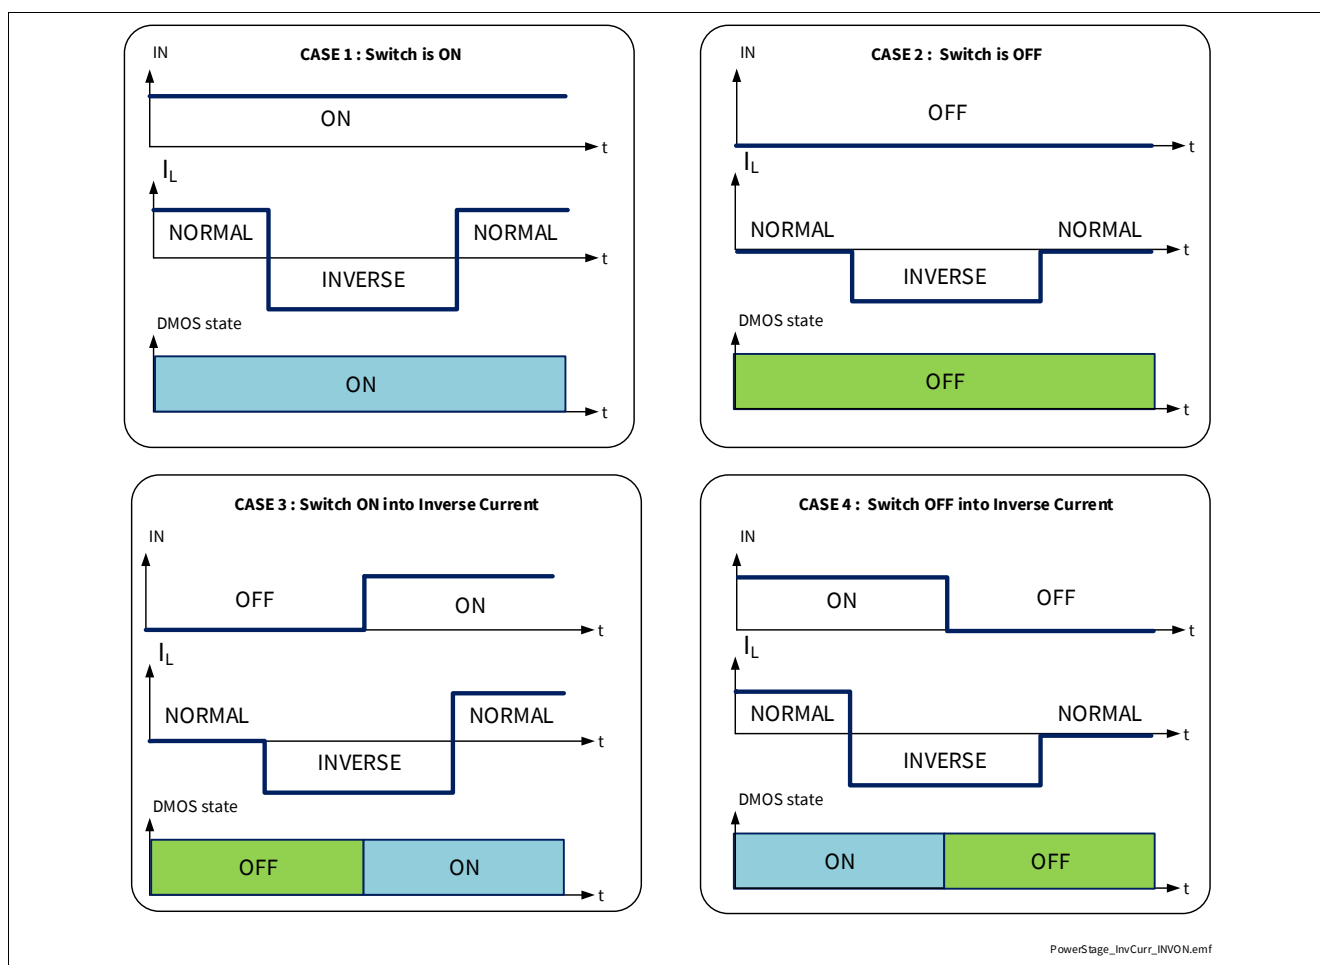 CASE 1 : Switch is ON
IN
ON
t
IL
NORMAL
NORMAL
INVERSE
t
DMOS state
ON
t
CASE 2 : Switch is OFF
IN
OFF
t
IL
NORMAL
NORMAL
INVERSE
t
DMOS state
OFF
t
CASE 3 : Switch ON into Inverse Current
IN
OFF
ON
t
IL
NORMAL
NORMAL
INVERSE
t
DMOS state
OFF
ON
t
CASE 4 : Switch OFF into Inverse Current
IN
ON
OFF
t
IL
NORMAL
NORMAL
INVERSE
t
DMOS state
ON
OFF
t
PowerStage_InvCurr_INVON.emf